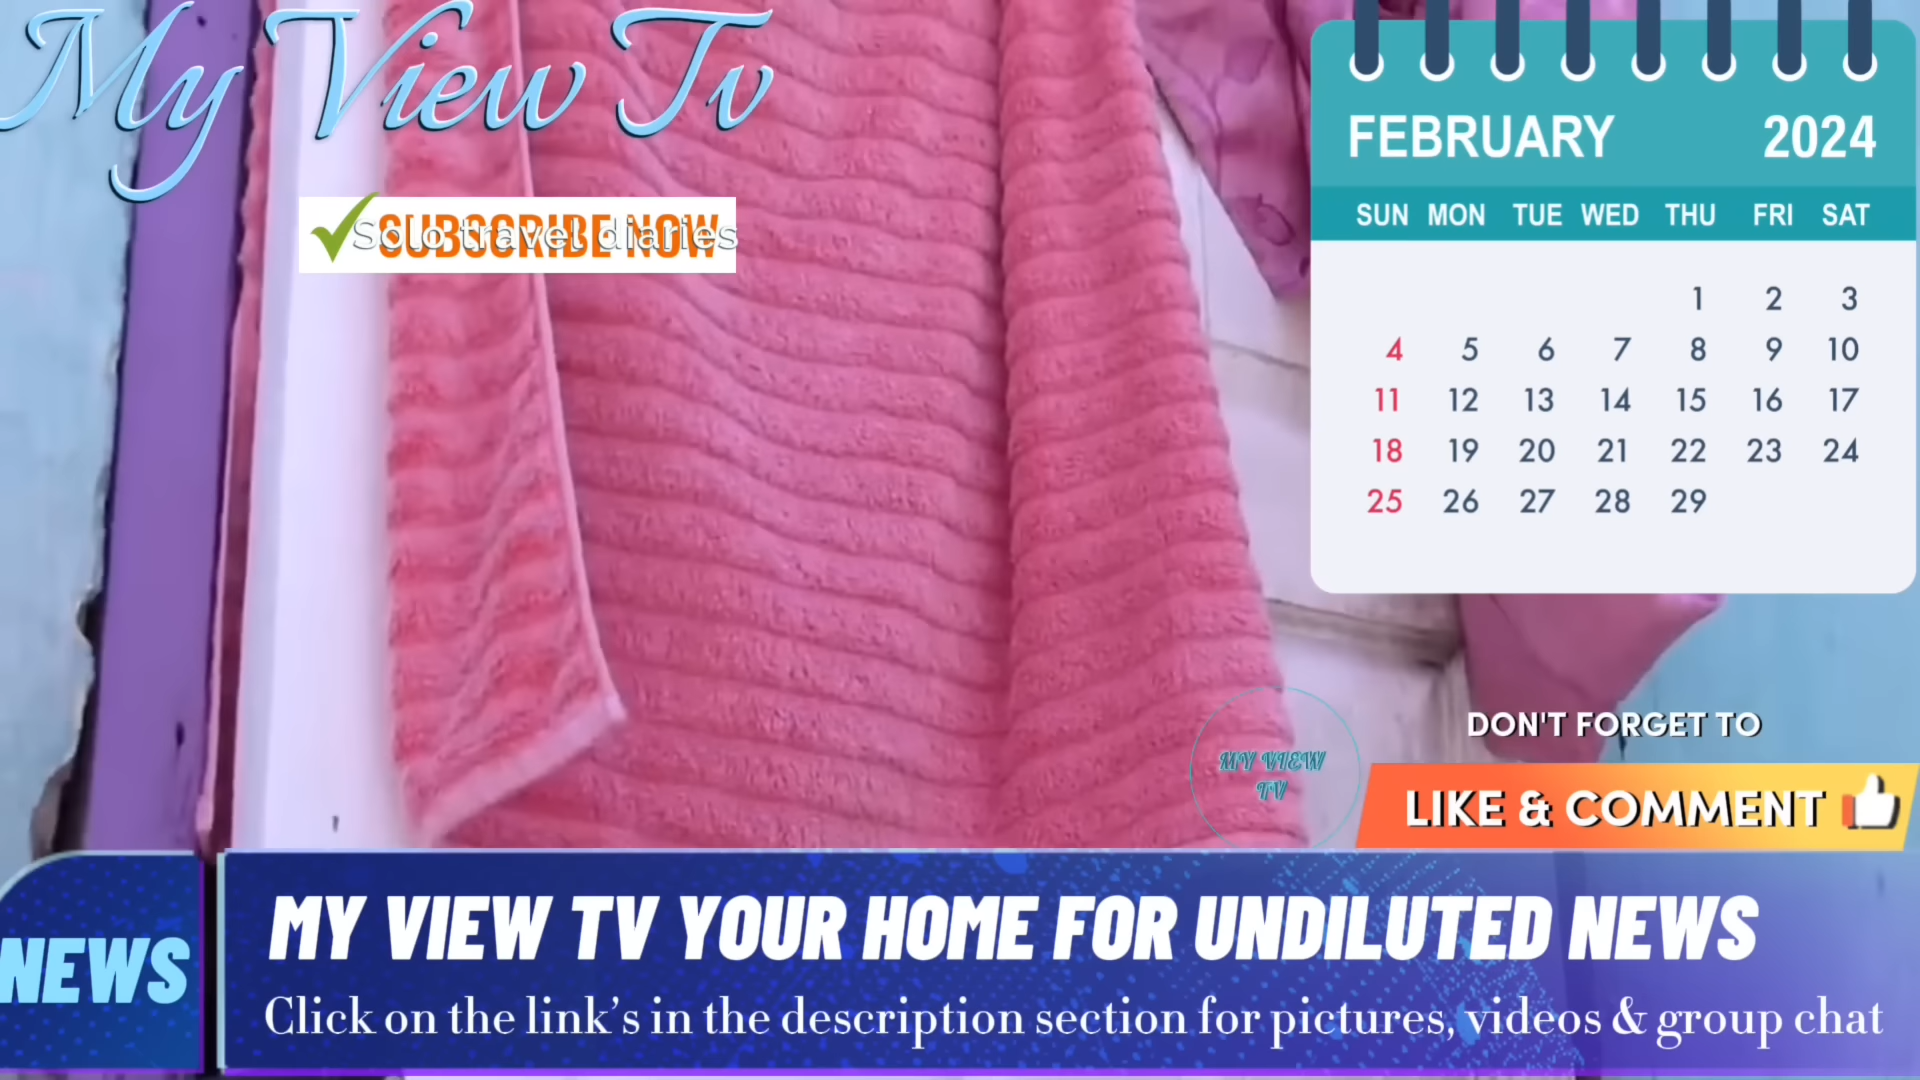 My View Tv
SUBSCRIBE NOW
Solo travel diaries
FEBRUARY 2024
SUN MON TUE WED THU FRI SAT
1 2 3
4 5 6 7 8 9 10
11 12 13 14 15 16 17
18 19 20 21 22 23 24
25 26 27 28 29
DON'T FORGET TO
LIKE & COMMENT
MY VIEW
TV
NEWS
MY VIEW TV YOUR HOME FOR UNDILUTED NEWS
Click on the link’s in the description section for pictures, videos & group chat